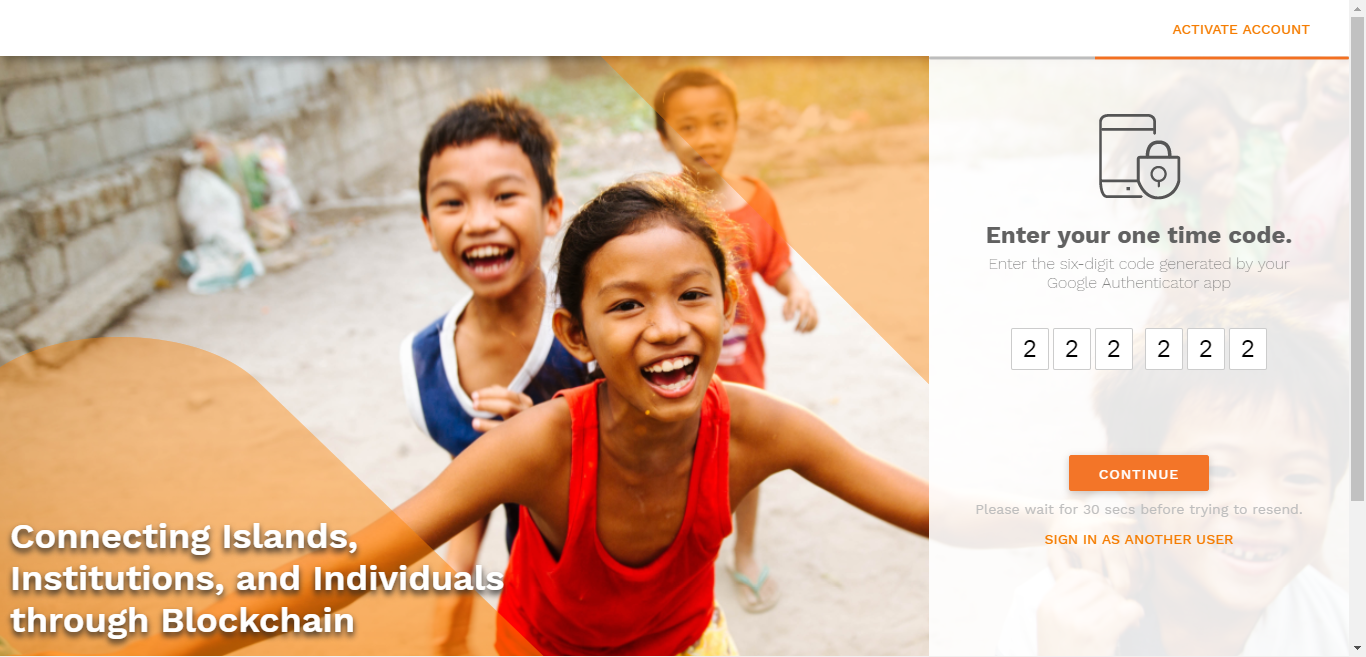 ACTIVATE ACCOUNT
Enter your one time code.
Enter the six-digit code generated by your
Google Authenticator app
2 2 2 2 2 2
CONTINUE
Please wait for 30 secs before trying to resend.
SIGN IN AS ANOTHER USER
Connecting Islands,
Institutions, and Individuals
through Blockchain